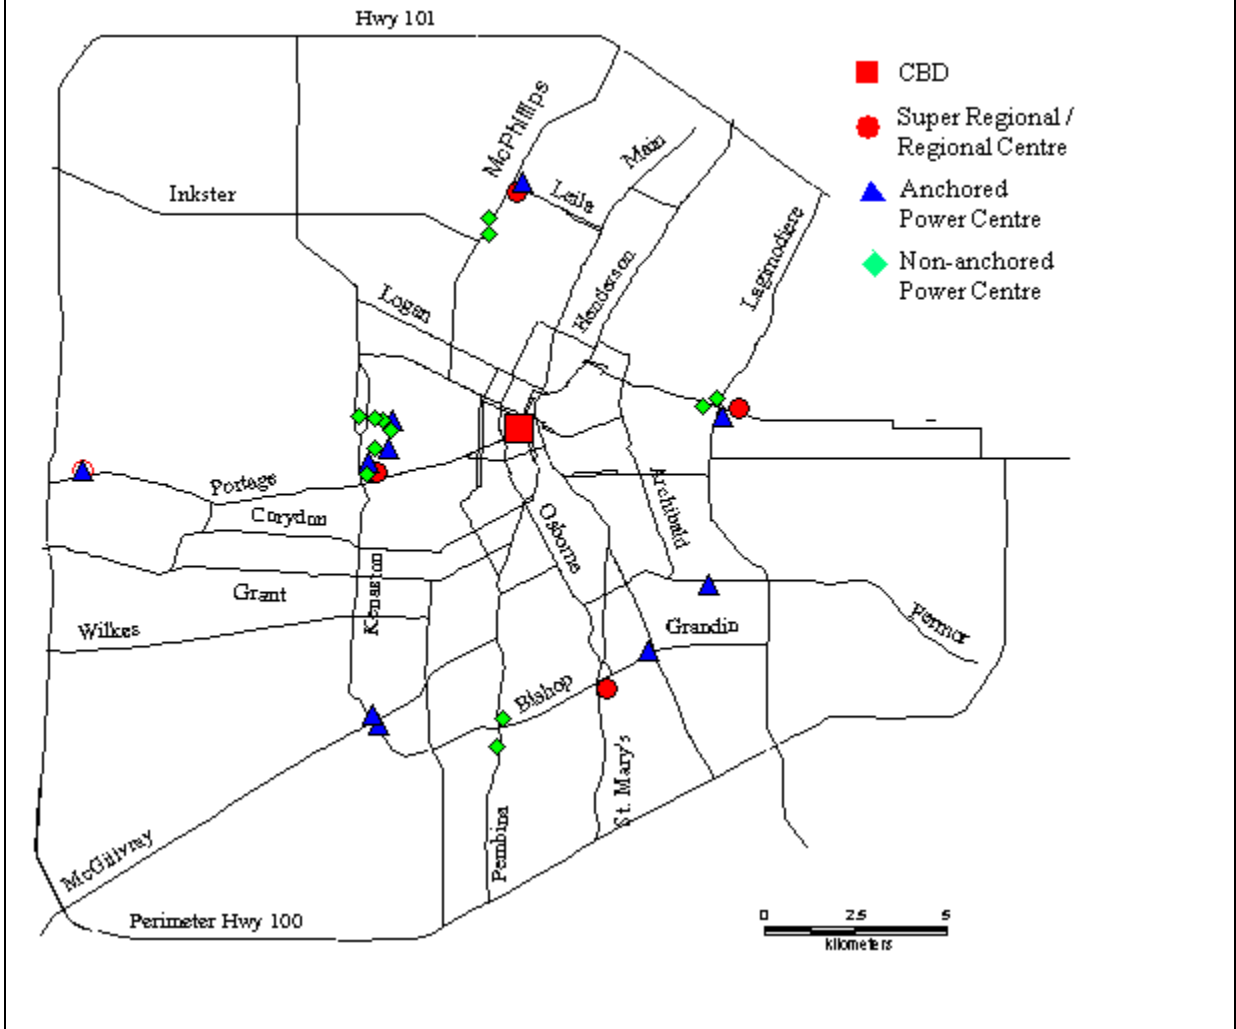 Hwy 101
CBD
Super Regional /
Regional Centre
Anchored
Power Centre
Non-anchored
Power Centre
McPhillips
Main
Leila
Inkster
Lagimodiere
Henderson
Logan
Portage
Corydon
Archibald
Osborne
Kenaston
Grant
Wilkes
Grandin
Fermor
Bishop
St. Mary's
Pembina
McGillvray
Perimeter Hwy 100
0 2.5 5
kilometers